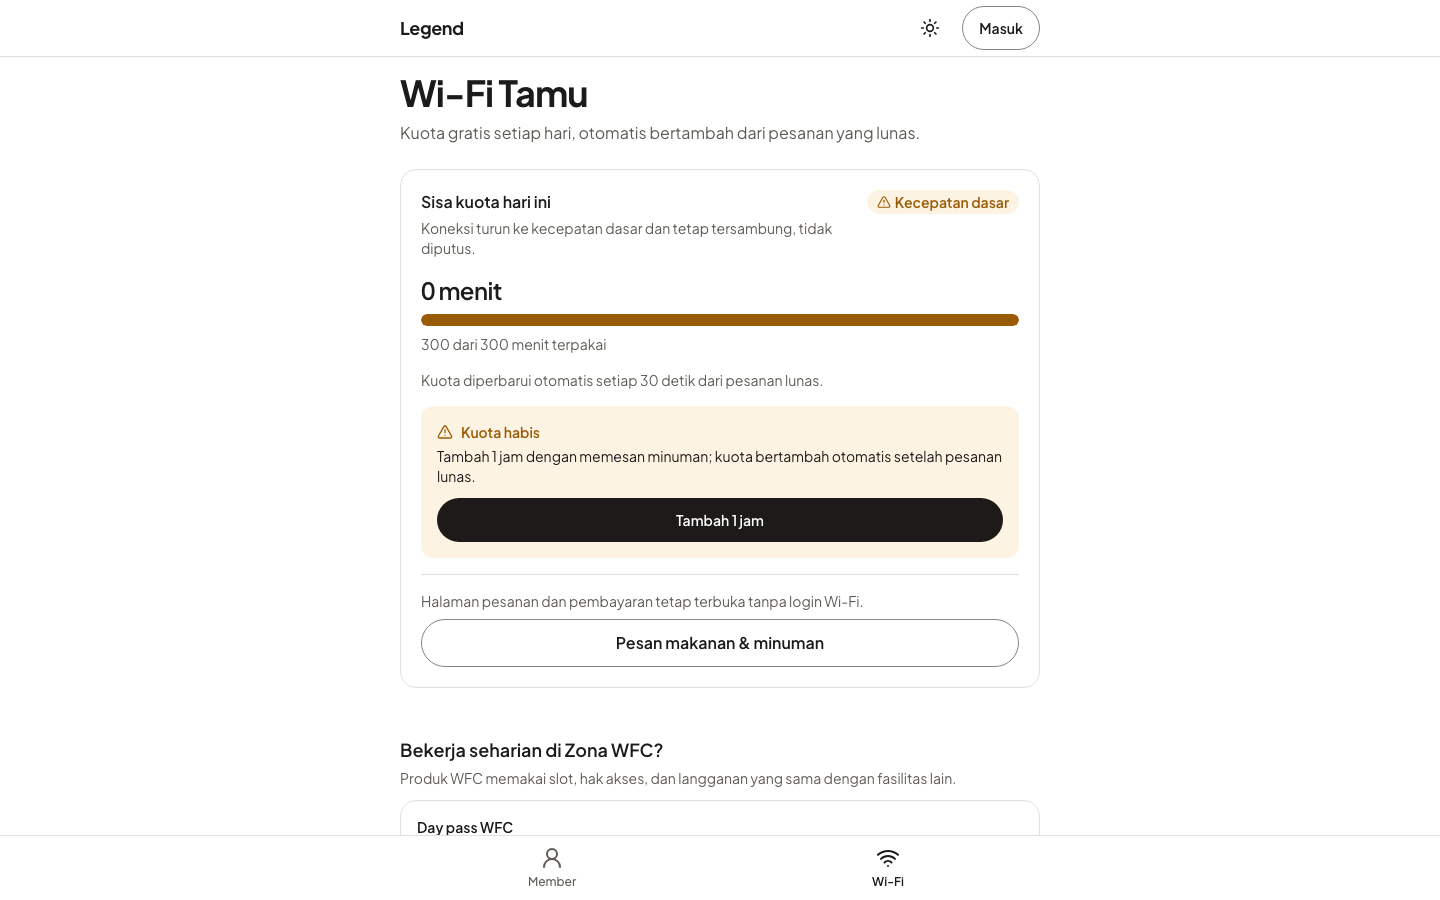 Legend
Masuk
Wi-Fi Tamu
Kuota gratis setiap hari, otomatis bertambah dari pesanan yang lunas.
Sisa kuota hari ini
Kecepatan dasar
Koneksi turun ke kecepatan dasar dan tetap tersambung, tidak
diputus.
0 menit
300 dari 300 menit terpakai
Kuota diperbarui otomatis setiap 30 detik dari pesanan lunas.
Kuota habis
Tambah 1 jam dengan memesan minuman; kuota bertambah otomatis setelah pesanan
lunas.
Tambah 1 jam
Halaman pesanan dan pembayaran tetap terbuka tanpa login Wi-Fi.
Pesan makanan & minuman
Bekerja seharian di Zona WFC?
Produk WFC memakai slot, hak akses, dan langganan yang sama dengan fasilitas lain.
Day pass WFC
Member
Wi-Fi